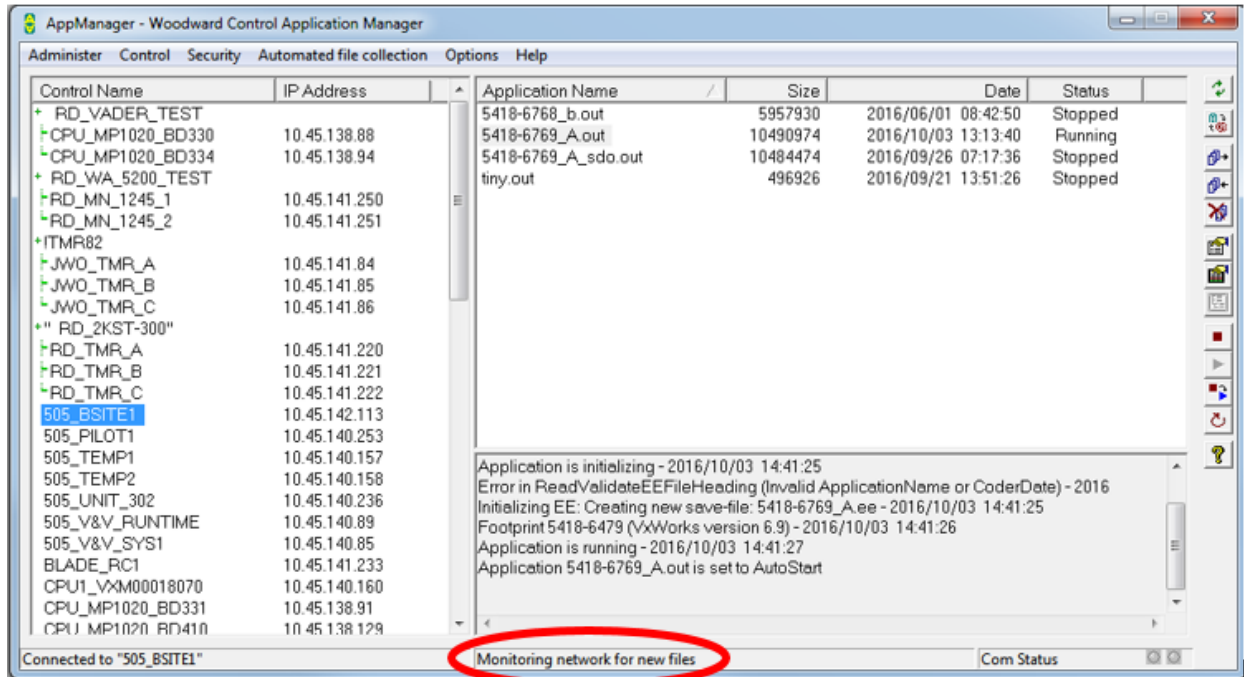 AppManager - Woodward Control Application Manager
Administer Control Security Automated file collection Options Help
Control Name IP Address
RD_VADER_TEST
CPU_MP1020_BD330 10.45.138.88
CPU_MP1020_BD334 10.45.138.94
RD_WA_5200_TEST
RD_MN_1245_1 10.45.141.250
RD_MN_1245_2 10.45.141.251
!TMR82
JWO_TMR_A 10.45.141.84
JWO_TMR_B 10.45.141.85
JWO_TMR_C 10.45.141.86
" RD_2KST-300"
RD_TMR_A 10.45.141.220
RD_TMR_B 10.45.141.221
RD_TMR_C 10.45.141.222
505_BSITE1 10.45.142.113
505_PILOT1 10.45.140.253
505_TEMP1 10.45.140.157
505_TEMP2 10.45.140.158
505_UNIT_302 10.45.140.236
505_V&V_RUNTIME 10.45.140.89
505_V&V_SYS1 10.45.140.85
BLADE_RC1 10.45.141.233
CPU1_VXM00018070 10.45.140.160
CPU_MP1020_BD331 10.45.138.91
CPU_MP1020_BD410 10.45.138.129
Application Name Size Date Status
5418-6768_b.out 5957930 2016/06/01 08:42:50 Stopped
5418-6769_A.out 10490974 2016/10/03 13:13:40 Running
5418-6769_A_sdo.out 10484474 2016/09/26 07:17:36 Stopped
tiny.out 496926 2016/09/21 13:51:26 Stopped
Application is initializing - 2016/10/03 14:41:25
Error in ReadValidateEEFileHeading (Invalid ApplicationName or CoderDate) - 2016
Initializing EE: Creating new save-file: 5418-6769_A.ee - 2016/10/03 14:41:25
Footprint 5418-6479 (VxWorks version 6.9) - 2016/10/03 14:41:26
Application is running - 2016/10/03 14:41:27
Application 5418-6769_A.out is set to AutoStart
Connected to "505_BSITE1" Monitoring network for new files Com Status